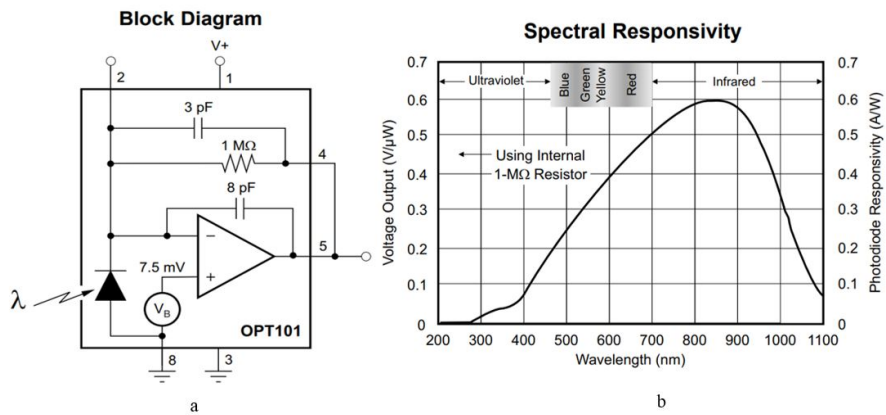 Block Diagram
V+
2
1
3 pF
1 MΩ
4
8 pF
−
5
7.5 mV
+
λ
V_B
OPT101
8
3
a
Spectral Responsivity
0.7
0.6
0.5
0.4
0.3
0.2
0.1
0
Voltage Output (V/µW)
Ultraviolet
Blue
Green
Yellow
Red
Infrared
Using Internal
1-MΩ Resistor
0.7
0.6
0.5
0.4
0.3
0.2
0.1
0
Photodiode Responsivity (A/W)
200 300 400 500 600 700 800 900 1000 1100
Wavelength (nm)
b